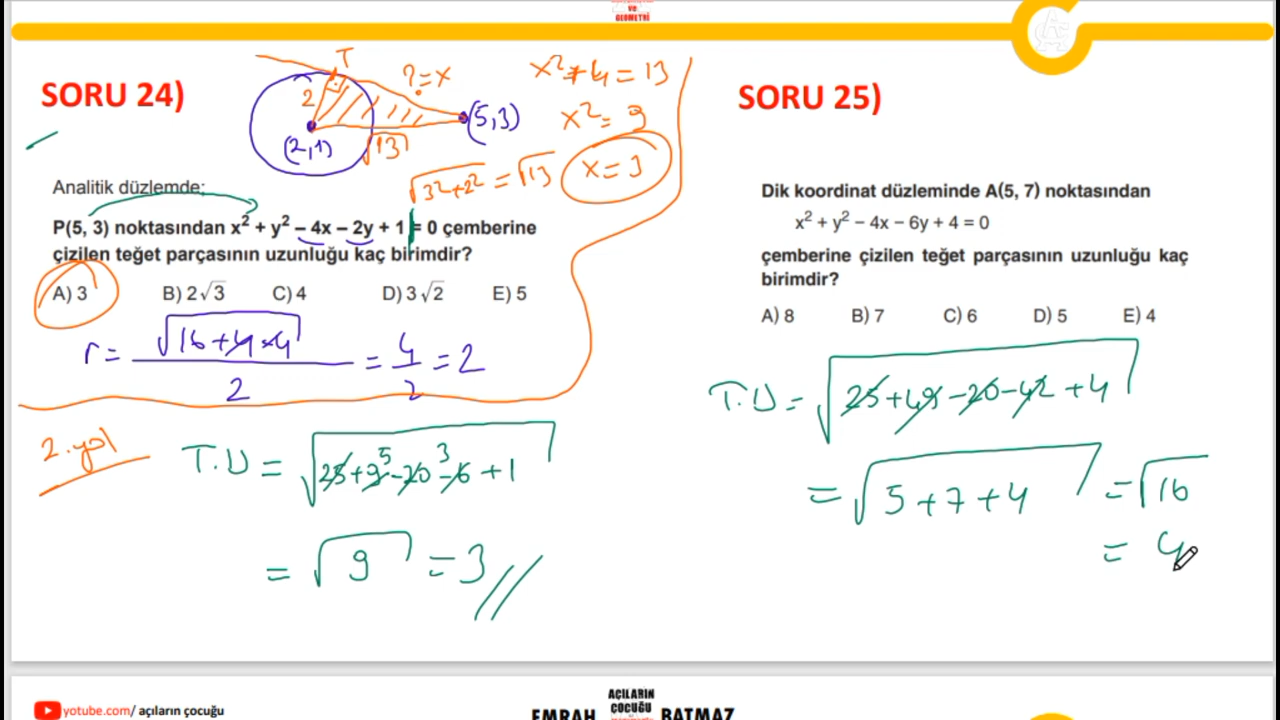 ve
GEOMETRİ
SORU 24)
T
2
?=x
(2,1)
√13
(5,3)
√3²+2² = √13
x²+4=13
x²=9
x=3
Analitik düzlemde;
P(5, 3) noktasından x² + y² – 4x – 2y + 1 = 0 çemberine
çizilen teğet parçasının uzunluğu kaç birimdir?
A) 3 B) 2√3 C) 4 D) 3√2 E) 5
r = √16+4-4 / 2 = 4/2 = 2
2. yol
T.U = √25+9-20-6+1
5 3
= √9 = 3 //
SORU 25)
Dik koordinat düzleminde A(5, 7) noktasından
x² + y² – 4x – 6y + 4 = 0
çemberine çizilen teğet parçasının uzunluğu kaç
birimdir?
A) 8 B) 7 C) 6 D) 5 E) 4
T.U = √25+49-20-42+4
= √5+7+4 = √16
= 4
yotube.com/ açıların çocuğu
AÇILARIN
ÇOCUĞU
EMRAH BATMAZ